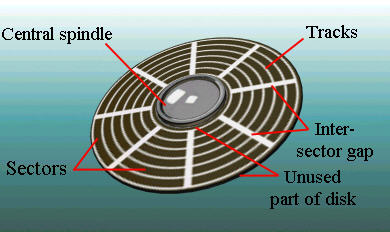 Central spindle
Tracks
Inter-
sector gap
Sectors
Unused
part of disk